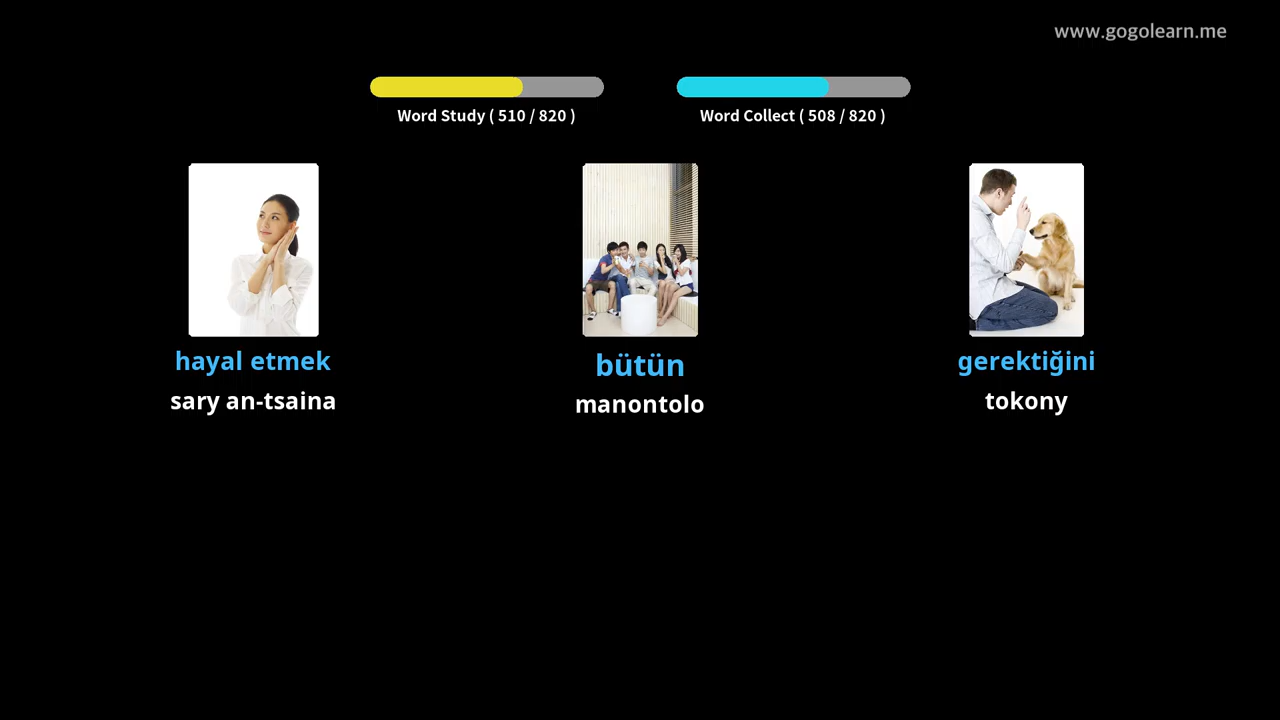 www.gogolearn.me
Word Study ( 510 / 820 )
Word Collect ( 508 / 820 )
hayal etmek
sary an-tsaina
bütün
manontolo
gerektiğini
tokony